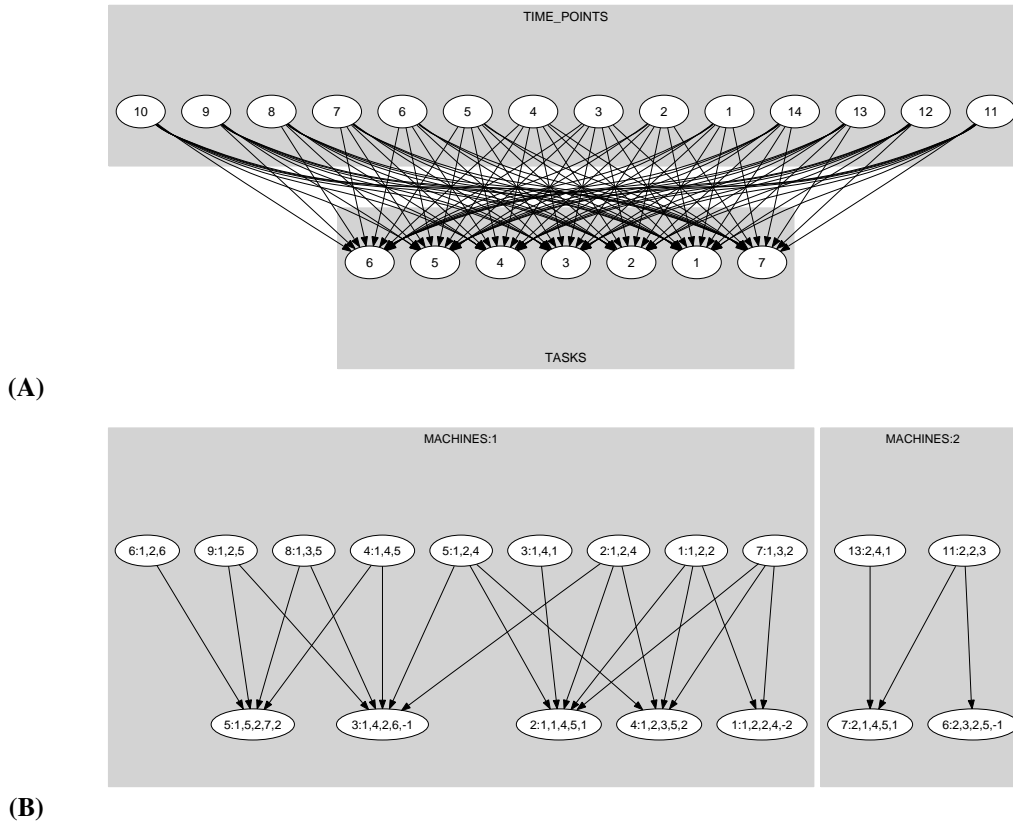 TIME_POINTS
10 9 8 7 6 5 4 3 2 1 14 13 12 11
6 5 4 3 2 1 7
TASKS
(A)
MACHINES:1 MACHINES:2
6:1,2,6 9:1,2,5 8:1,3,5 4:1,4,5 5:1,2,4 3:1,4,1 2:1,2,4 1:1,2,2 7:1,3,2 13:2,4,1 11:2,2,3
5:1,5,2,7,2 3:1,4,2,6,-1 2:1,1,4,5,1 4:1,2,3,5,2 1:1,2,2,4,-2 7:2,1,4,5,1 6:2,3,2,5,-1
(B)